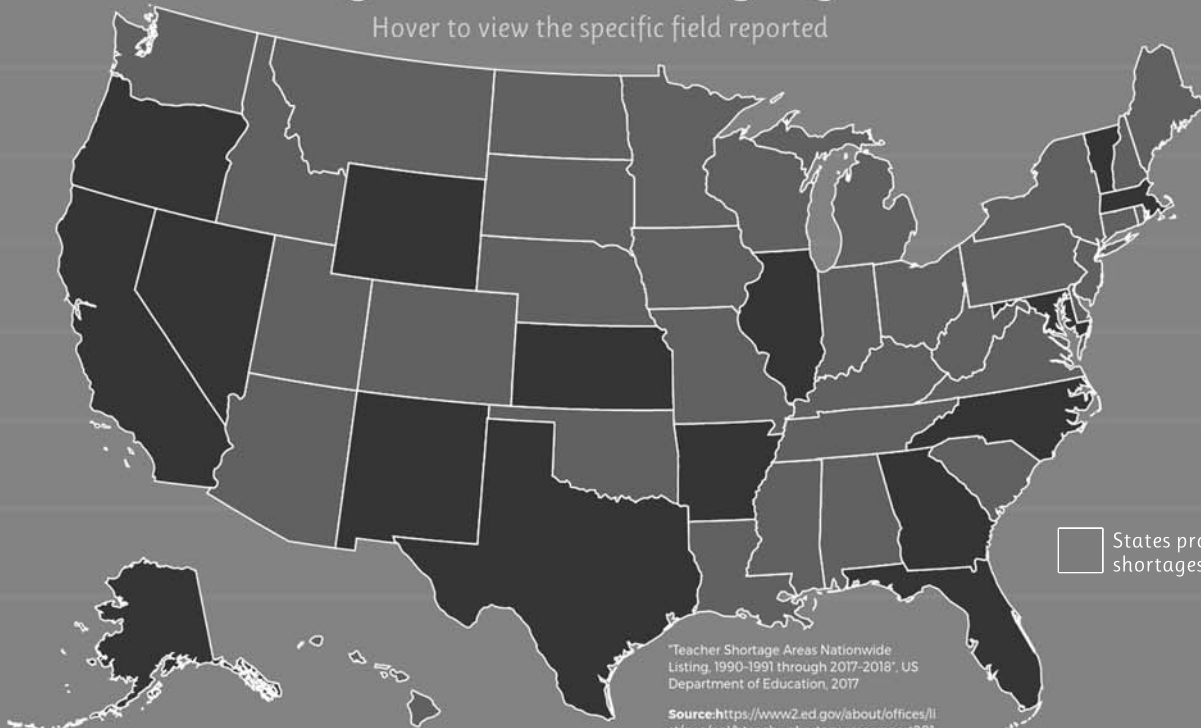 Hover to view the specific field reported
States
shortages
"Teacher Shortage Areas Nationwide
Listing, 1990-1991 through 2017-2018", US
Department of Education, 2017
Source:https://www2.ed.gov/about/offices/li